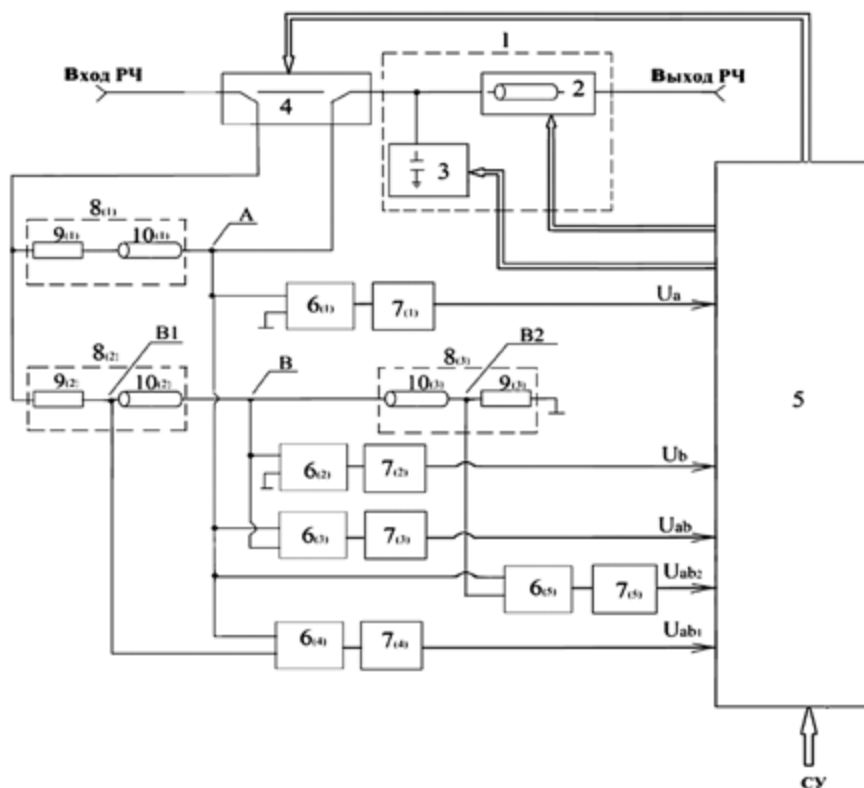 1
Вход РЧ
Выход РЧ
4
2
3
8(1)
A
9(1)
10(1)
6(1)
7(1)
Ua
B1
B
B2
8(2)
8(3)
9(2)
10(2)
10(3)
9(3)
5
6(2)
7(2)
Ub
6(3)
7(3)
Uab
6(5)
7(5)
Uab2
6(4)
7(4)
Uab1
СУ